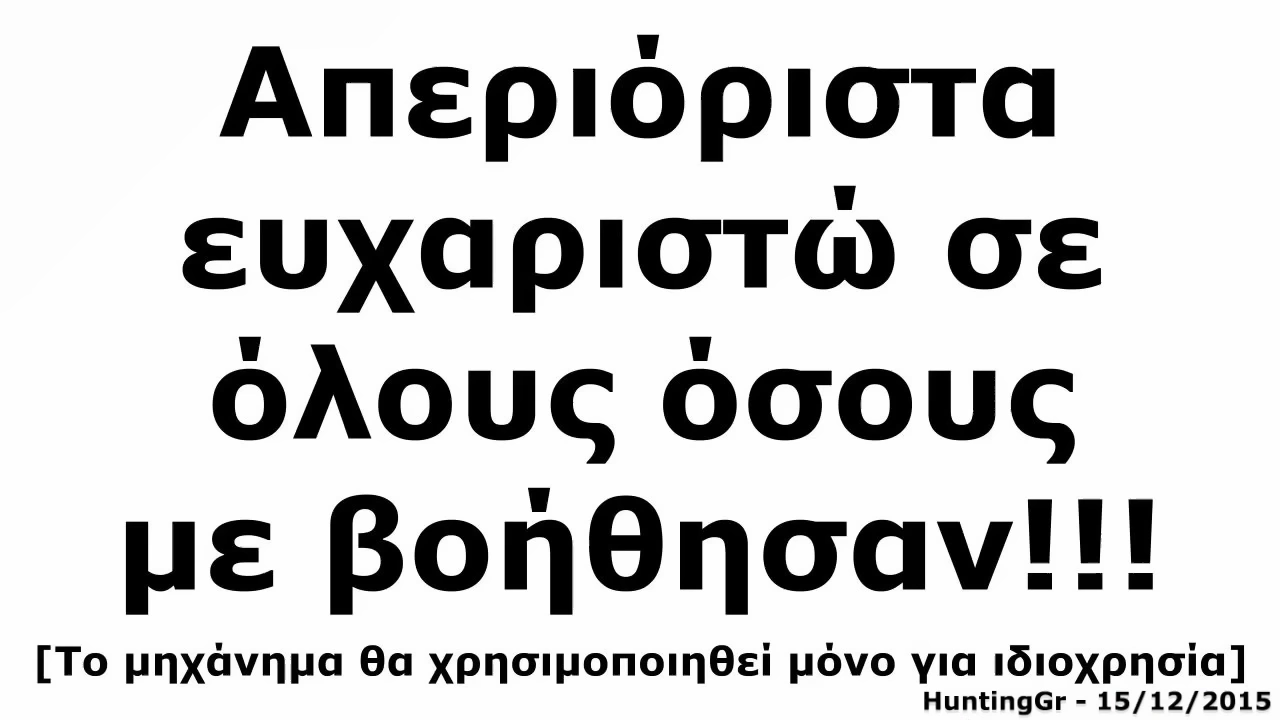 Απεριόριστα
ευχαριστώ σε
όλους όσους
με βοήθησαν!!!
[Το μηχάνημα θα χρησιμοποιηθεί μόνο για ιδιοχρησία]
HuntingGr - 15/12/2015